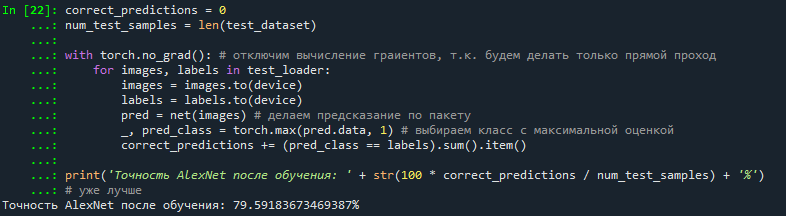 In [22]: correct_predictions = 0
    ...: num_test_samples = len(test_dataset)
    ...:
    ...: with torch.no_grad(): # отключим вычисление граиентов, т.к. будем делать только прямой проход
    ...:     for images, labels in test_loader:
    ...:         images = images.to(device)
    ...:         labels = labels.to(device)
    ...:         pred = net(images) # делаем предсказание по пакету
    ...:         _, pred_class = torch.max(pred.data, 1) # выбираем класс с максимальной оценкой
    ...:         correct_predictions += (pred_class == labels).sum().item()
    ...:
    ...: print('Точность AlexNet после обучения: ' + str(100 * correct_predictions / num_test_samples) + '%')
    ...: # уже лучше
Точность AlexNet после обучения: 79.59183673469387%